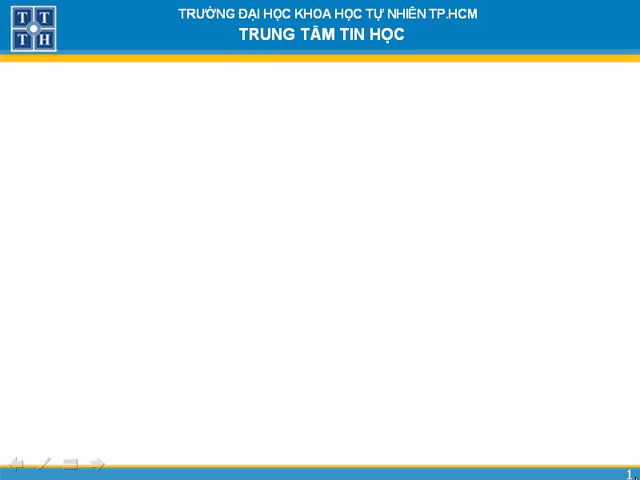 TRƯỜNG ĐẠI HỌC KHOA HỌC TỰ NHIÊN TP.HCM
TRUNG TÂM TIN HỌC
T T
T H
1